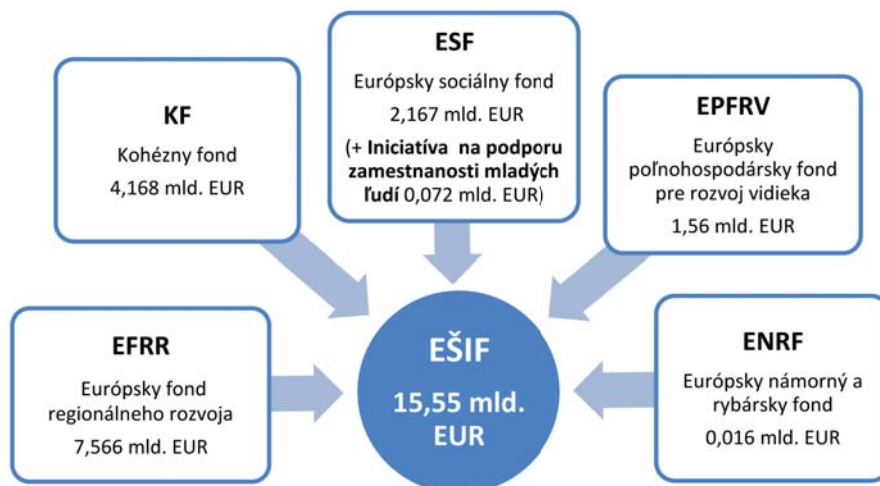 KF
Kohézny fond
4,168 mld. EUR
ESF
Európsky sociálny fond
2,167 mld. EUR
(+ Iniciatíva na podporu
zamestnanosti mladých
ľudí 0,072 mld. EUR)
EPFRV
Európsky
poľnohospodársky fond
pre rozvoj vidieka
1,56 mld. EUR
EFRR
Európsky fond
regionálneho rozvoja
7,566 mld. EUR
EŠIF
15,55 mld.
EUR
ENRF
Európsky námorný a
rybársky fond
0,016 mld. EUR